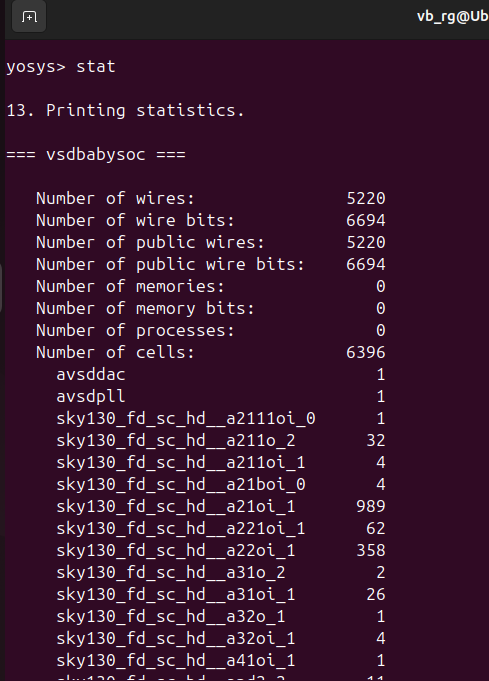 vb_rg@Ub
yosys> stat
13. Printing statistics.
=== vsdbabysoc ===
Number of wires: 5220
Number of wire bits: 6694
Number of public wires: 5220
Number of public wire bits: 6694
Number of memories: 0
Number of memory bits: 0
Number of processes: 0
Number of cells: 6396
avsddac 1
avsdpll 1
sky130_fd_sc_hd__a2111oi_0 1
sky130_fd_sc_hd__a211o_2 32
sky130_fd_sc_hd__a211oi_1 4
sky130_fd_sc_hd__a21boi_0 4
sky130_fd_sc_hd__a21oi_1 989
sky130_fd_sc_hd__a221oi_1 62
sky130_fd_sc_hd__a22oi_1 358
sky130_fd_sc_hd__a31o_2 2
sky130_fd_sc_hd__a31oi_1 26
sky130_fd_sc_hd__a32o_1 1
sky130_fd_sc_hd__a32oi_1 4
sky130_fd_sc_hd__a41oi_1 1